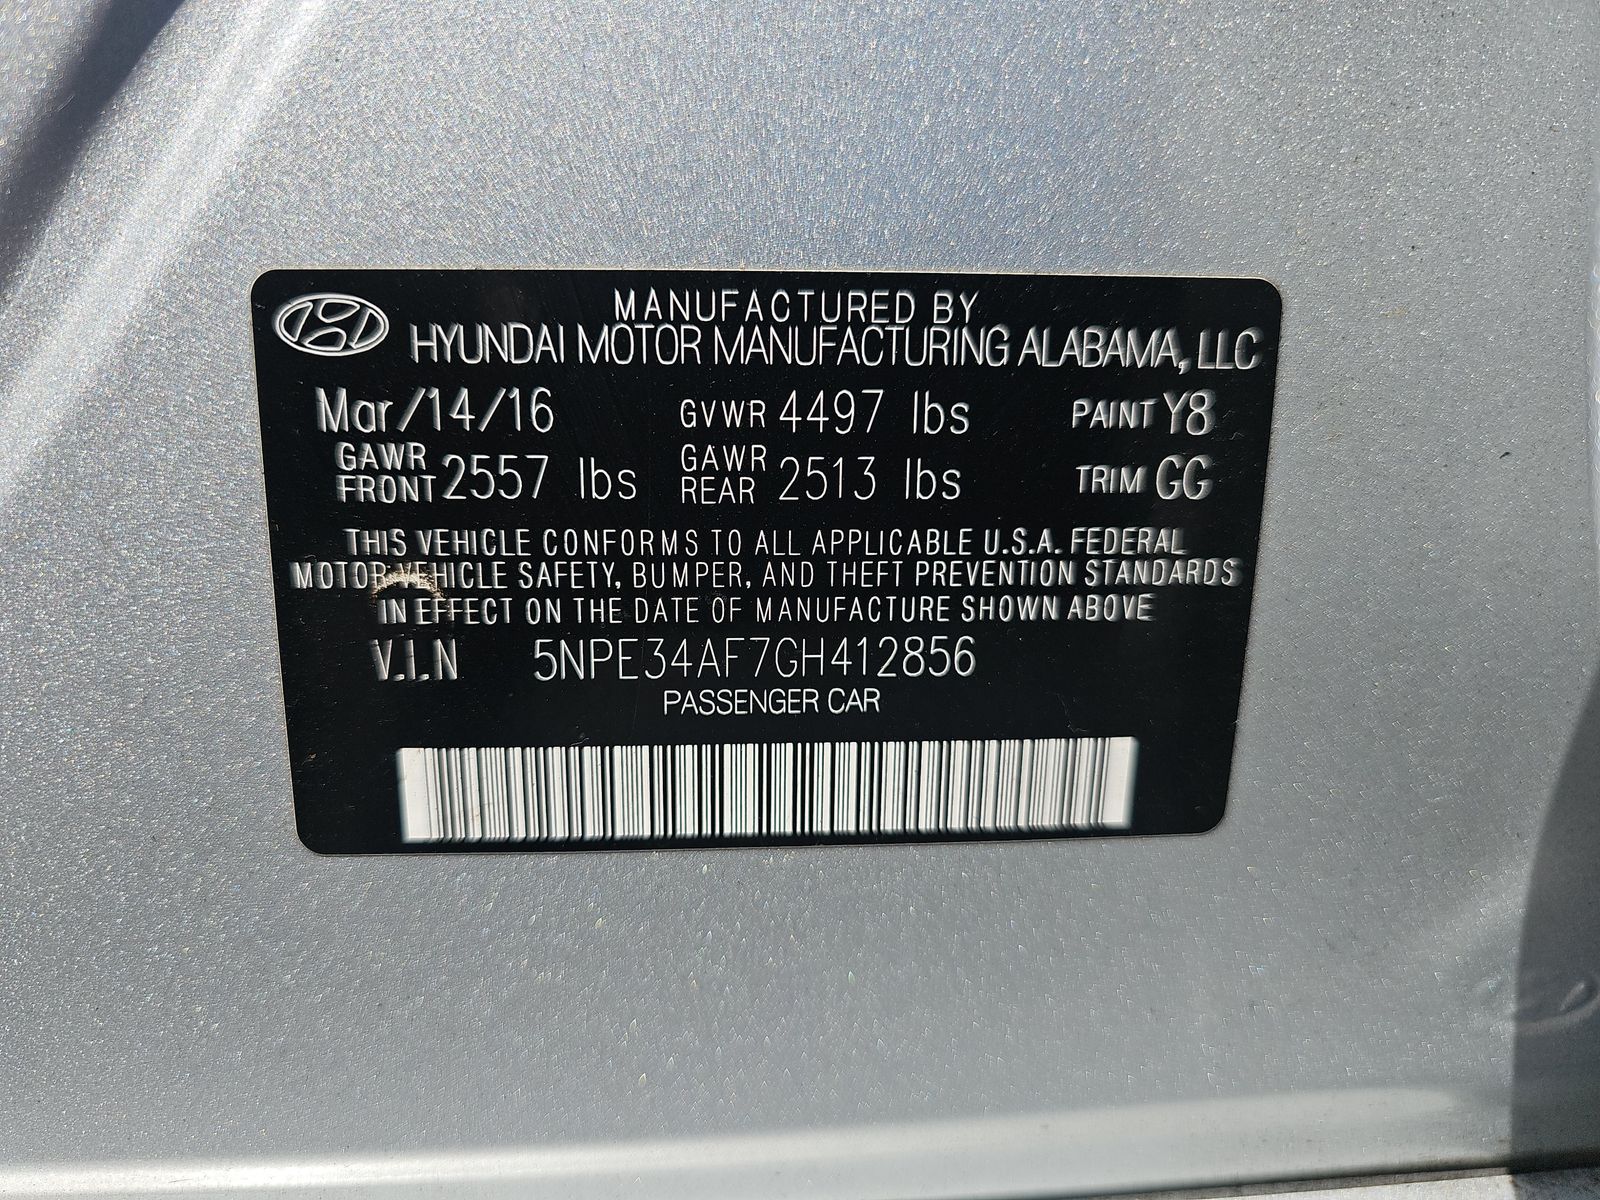 MANUFACTURED BY
HYUNDAI MOTOR MANUFACTURING ALABAMA, LLC
Mar/14/16 GVWR 4497 lbs PAINT Y8
GAWR FRONT 2557 lbs GAWR REAR 2513 lbs TRIM GG
THIS VEHICLE CONFORMS TO ALL APPLICABLE U.S.A. FEDERAL
MOTOR VEHICLE SAFETY, BUMPER, AND THEFT PREVENTION STANDARDS
IN EFFECT ON THE DATE OF MANUFACTURE SHOWN ABOVE
V.I.N 5NPE34AF7GH412856
PASSENGER CAR